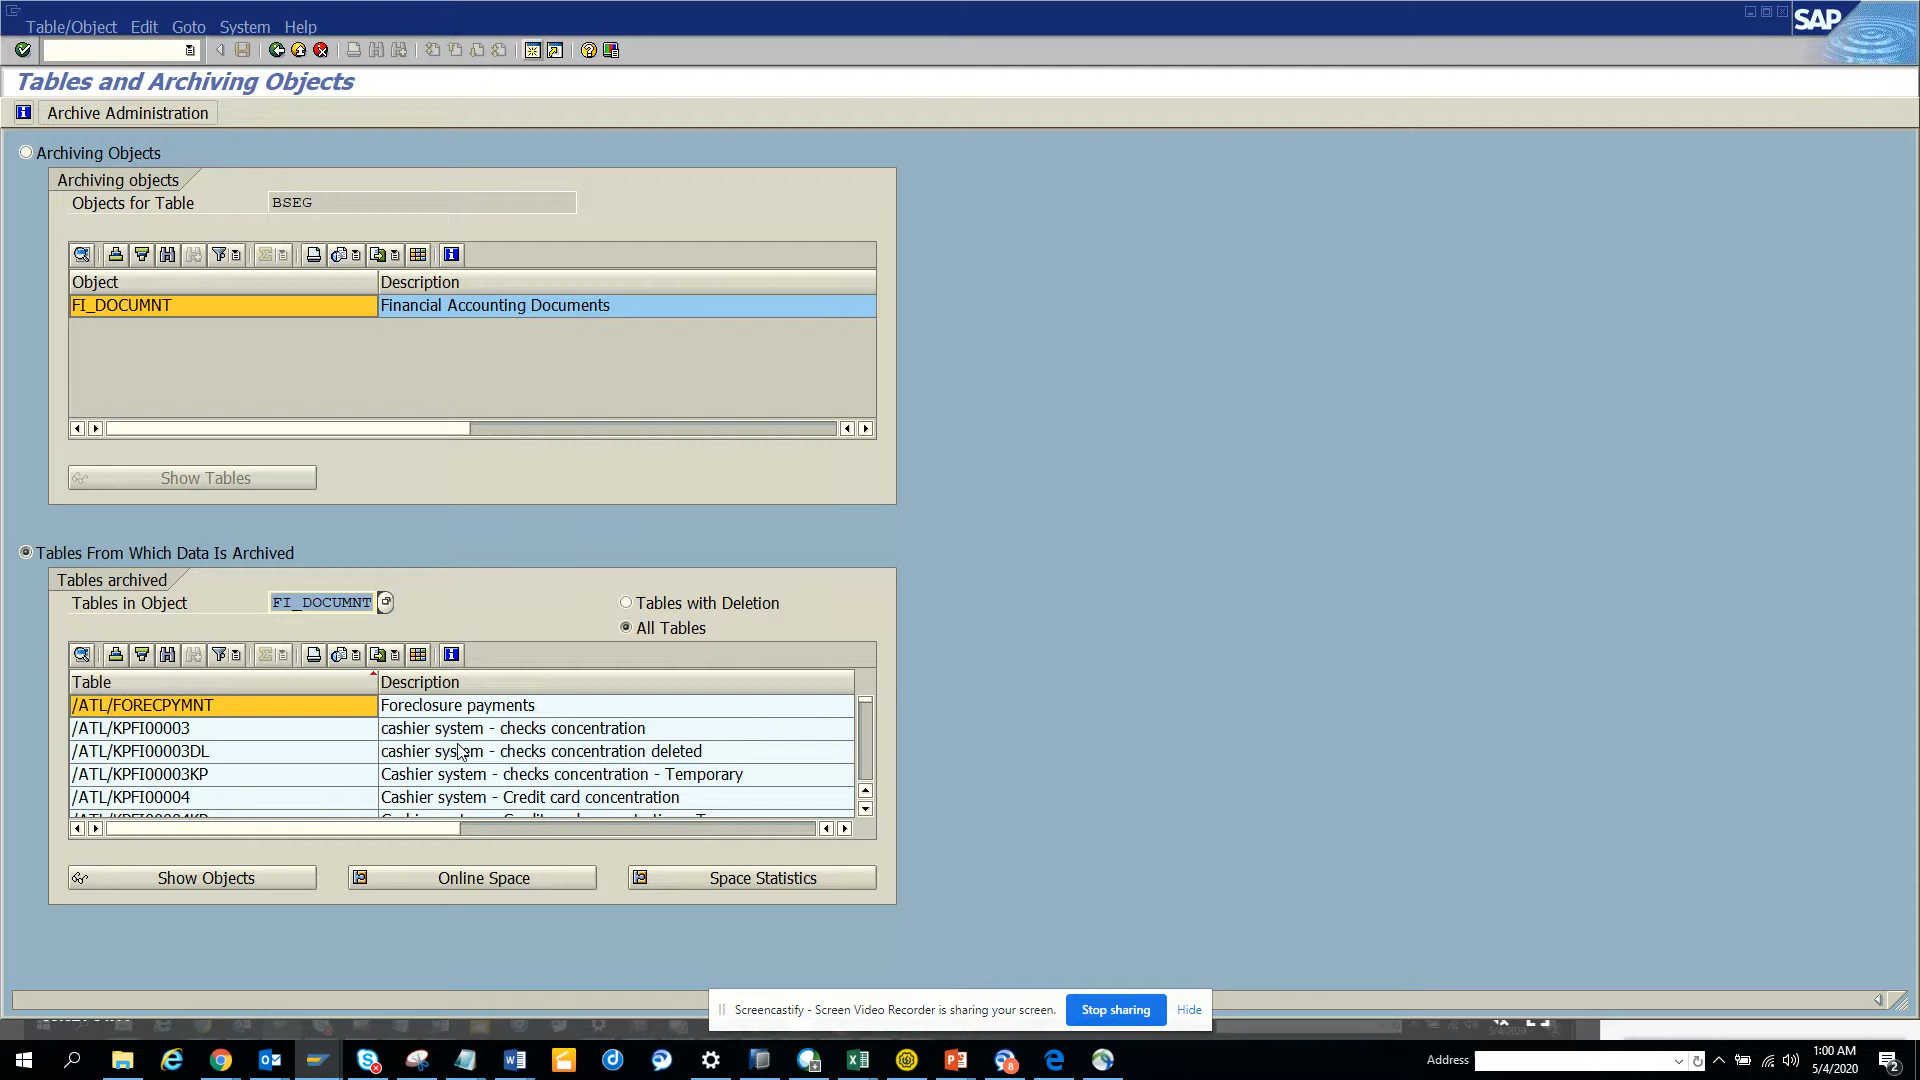 Table/Object Edit Goto System Help
SAP
Tables and Archiving Objects
Archive Administration
Archiving Objects
Archiving objects
Objects for Table BSEG
Object Description
FI_DOCUMNT Financial Accounting Documents
Show Tables
Tables From Which Data Is Archived
Tables archived
Tables in Object FI_DOCUMNT Tables with Deletion
All Tables
Table Description
/ATL/FORECPYMNT Foreclosure payments
/ATL/KPFI00003 cashier system - checks concentration
/ATL/KPFI00003DL cashier system - checks concentration deleted
/ATL/KPFI00003KP Cashier system - checks concentration - Temporary
/ATL/KPFI00004 Cashier system - Credit card concentration
Show Objects Online Space Space Statistics
Screencastify - Screen Video Recorder is sharing your screen. Stop sharing Hide
Address
1:00 AM
5/4/2020
8
2